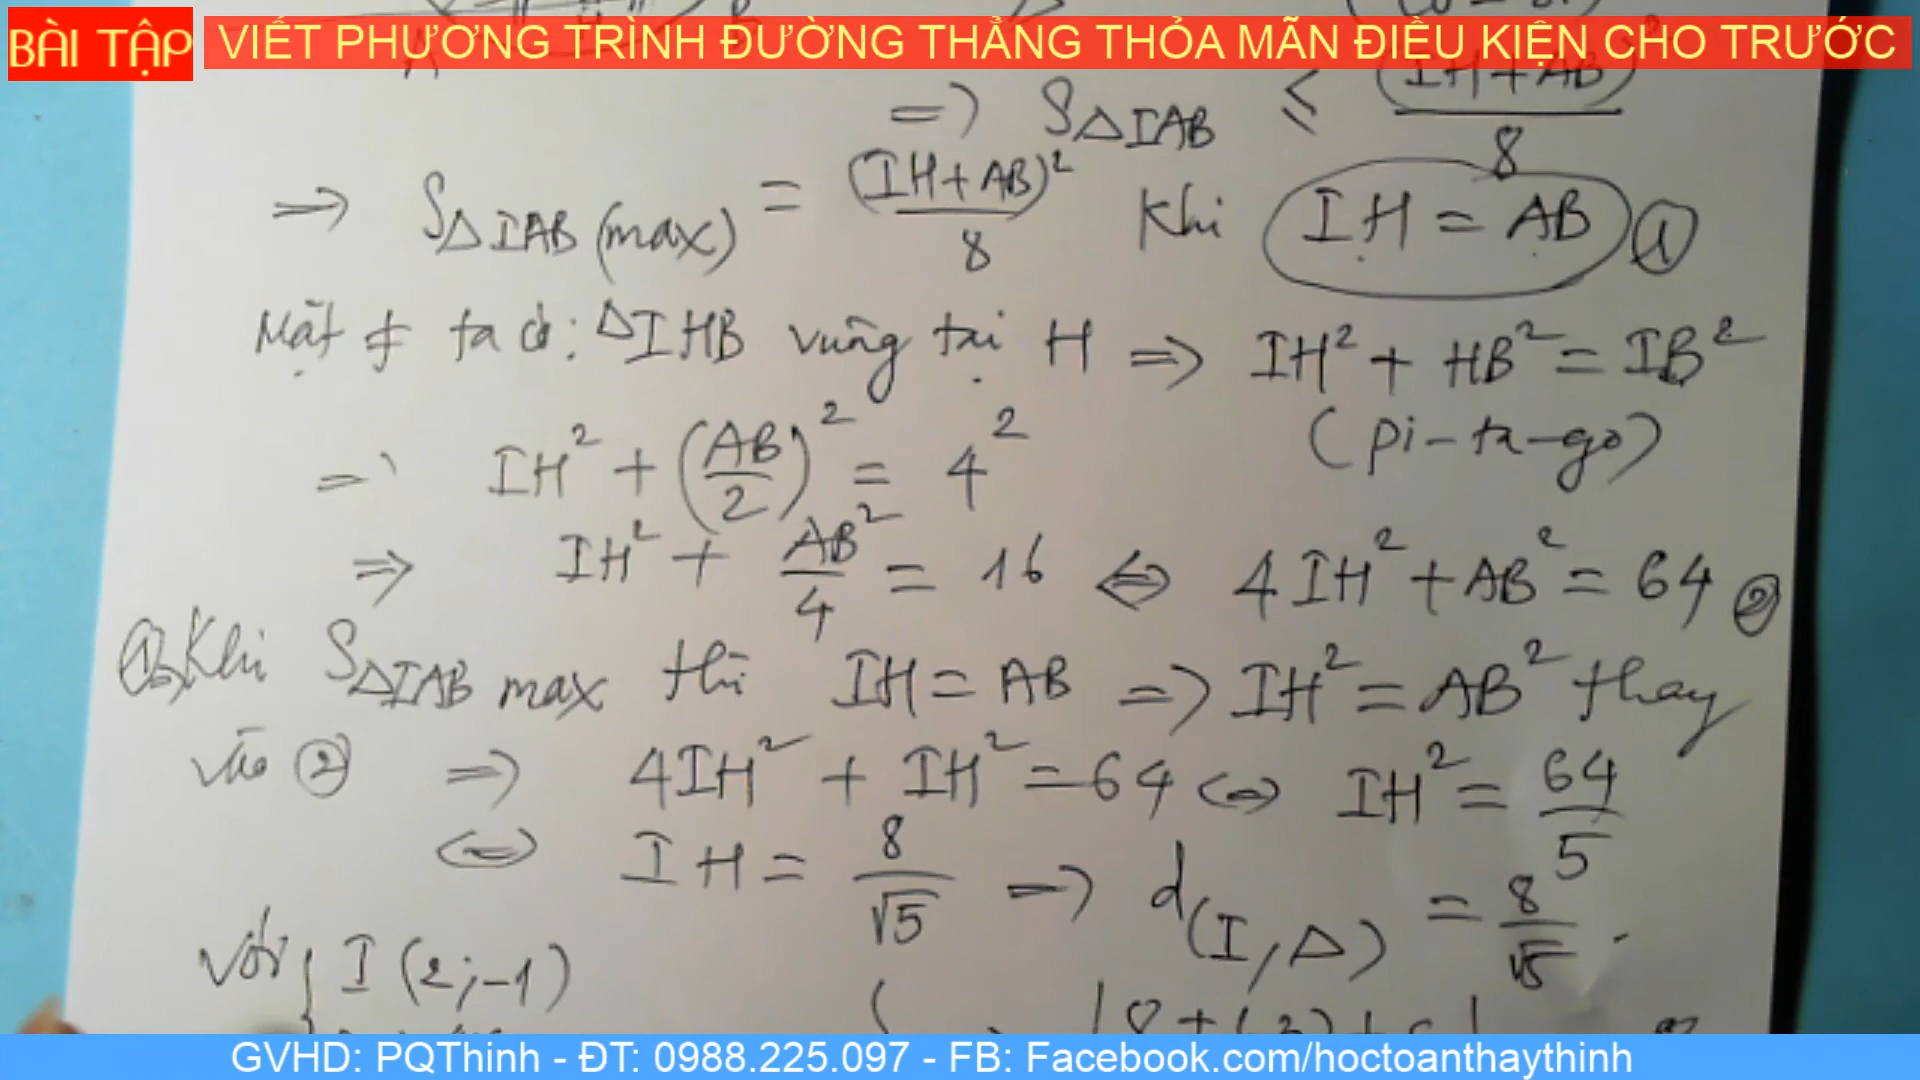 BÀI TẬP
VIẾT PHƯƠNG TRÌNH ĐƯỜNG THẲNG THỎA MÃN ĐIỀU KIỆN CHO TRƯỚC
=> S△IAB ≤ (IH+AB)²/8
=> S△IAB (max) = (IH+AB)²/8 Khi IH = AB ①
Mặt ≠ ta có: △IHB vuông tại H => IH² + HB² = IB²
(pi-ta-go)
=> IH² + (AB/2)² = 4²
=> IH² + AB²/4 = 16 <=> 4IH² + AB² = 64 ②
Khi S△IAB max thì IH = AB => IH² = AB² thay
vào ② => 4IH² + IH² = 64 <=> IH² = 64/5
<=> IH = 8/√5 => d(I,△) = 8/√5.
với { I (2;-1)
GVHD: PQThinh - ĐT: 0988.225.097 - FB: Facebook.com/hoctoanthaythinh